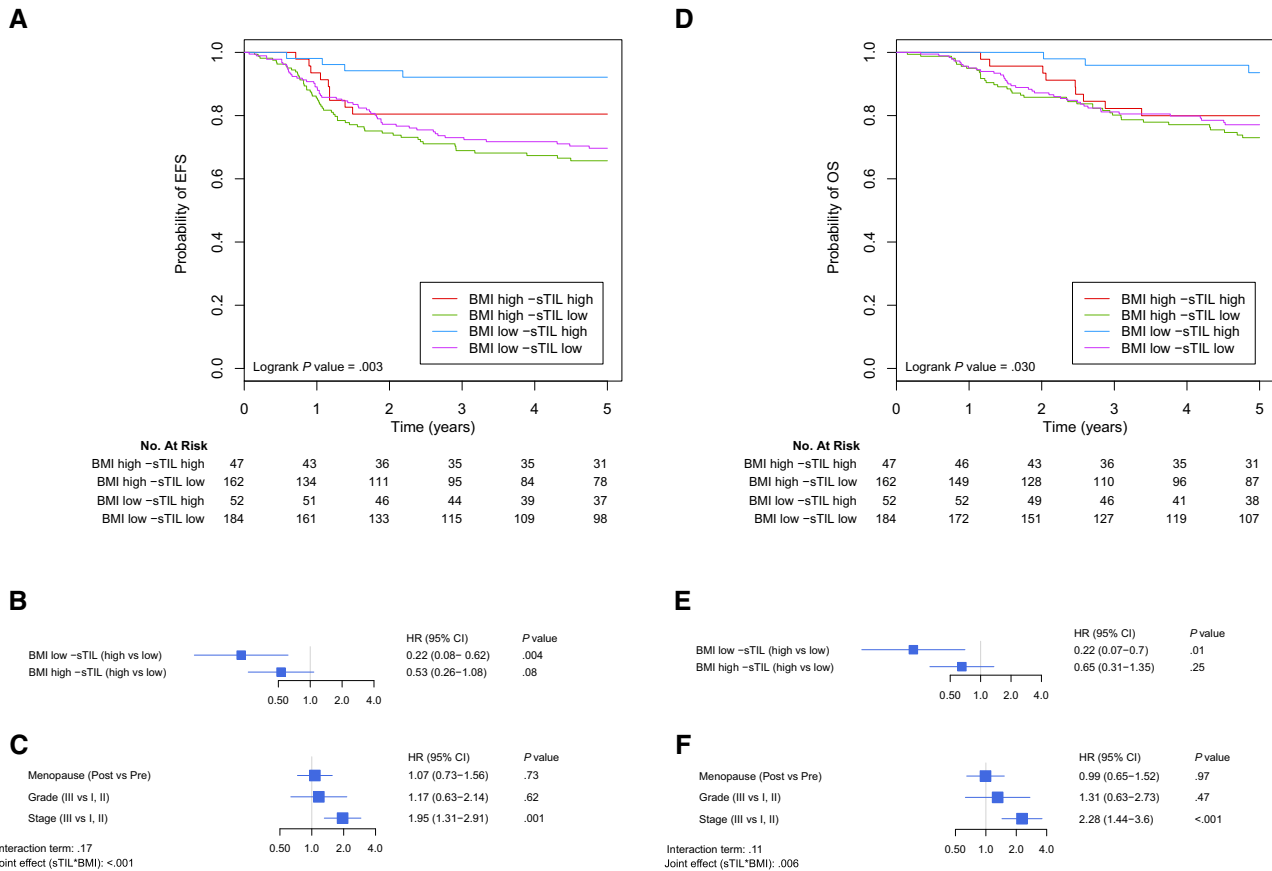 A
Probability of EFS
1.0
0.8
0.6
0.4
0.2
0.0
BMI high −sTIL high
BMI high −sTIL low
BMI low −sTIL high
BMI low −sTIL low
Logrank P value = .003
0 1 2 3 4 5
Time (years)
No. At Risk
BMI high −sTIL high 47 43 36 35 35 31
BMI high −sTIL low 162 134 111 95 84 78
BMI low −sTIL high 52 51 46 44 39 37
BMI low −sTIL low 184 161 133 115 109 98
D
Probability of OS
1.0
0.8
0.6
0.4
0.2
0.0
BMI high −sTIL high
BMI high −sTIL low
BMI low −sTIL high
BMI low −sTIL low
Logrank P value = .030
0 1 2 3 4 5
Time (years)
No. At Risk
BMI high −sTIL high 47 46 43 36 35 31
BMI high −sTIL low 162 149 128 110 96 87
BMI low −sTIL high 52 52 49 46 41 38
BMI low −sTIL low 184 172 151 127 119 107
B
HR (95% CI) P value
BMI low −sTIL (high vs low) 0.22 (0.08− 0.62) .004
BMI high −sTIL (high vs low) 0.53 (0.26−1.08) .08
0.50 1.0 2.0 4.0
E
HR (95% CI) P value
BMI low −sTIL (high vs low) 0.22 (0.07−0.7) .01
BMI high −sTIL (high vs low) 0.65 (0.31−1.35) .25
0.50 1.0 2.0 4.0
C
HR (95% CI) P value
Menopause (Post vs Pre) 1.07 (0.73−1.56) .73
Grade (III vs I, II) 1.17 (0.63−2.14) .62
Stage (III vs I, II) 1.95 (1.31−2.91) .001
0.50 1.0 2.0 4.0
nteraction term: .17
oint effect (sTIL*BMI): <.001
F
HR (95% CI) P value
Menopause (Post vs Pre) 0.99 (0.65−1.52) .97
Grade (III vs I, II) 1.31 (0.63−2.73) .47
Stage (III vs I, II) 2.28 (1.44−3.6) <.001
0.50 1.0 2.0 4.0
Interaction term: .11
Joint effect (sTIL*BMI): .006